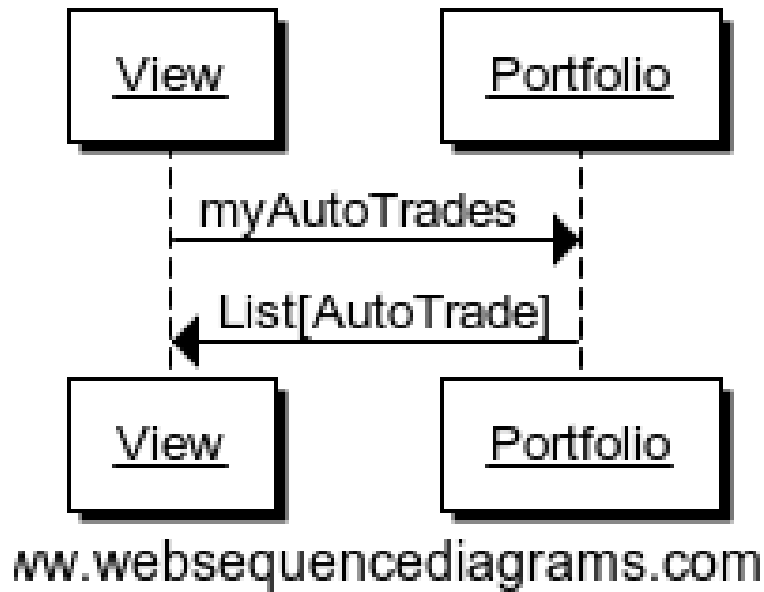 View Portfolio
myAutoTrades
List[AutoTrade]
View Portfolio
ww.websequencediagrams.com